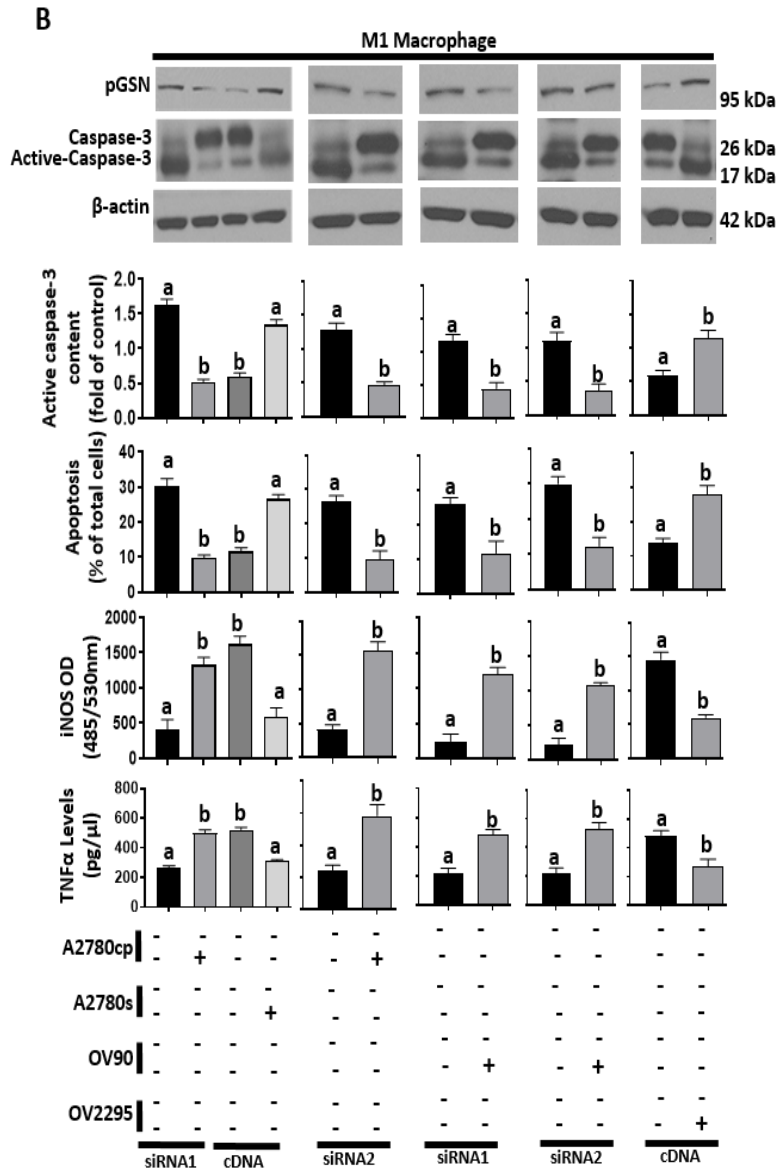 B
M1 Macrophage
pGSN
95 kDa
Caspase-3
26 kDa
Active-Caspase-3
17 kDa
β-actin
42 kDa
Active caspase-3
content
(fold of control)
2.0
1.5
1.0
0.5
0.0
a b b a a b a b a b a b
Apoptosis
(% of total cells)
40
30
20
10
0
a b b a a b a b a b a b
iNOS OD
(485/530nm)
2000
1500
1000
500
0
a b b a a b a b a b a b
TNFα Levels
(pg/μl)
800
600
400
200
0
a b b a a b a b a b a b
- - - - - - - - - - - -
A2780cp
- + - - - + - - - - - -
- - - - - - - - - - - -
A2780s
- - - + - - - - - - - -
- - - - - - - - - - - -
OV90
- - - - - - - + - + - -
- - - - - - - - - - - -
OV2295
- - - - - - - - - - - +
siRNA1 cDNA siRNA2 siRNA1 siRNA2 cDNA